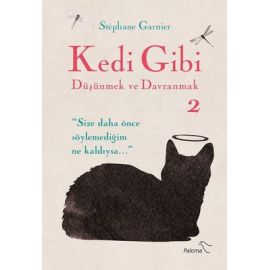 Stéphane Garnier
Kedi Gibi
Düşünmek ve Davranmak
2
“Size daha önce
söylemediğim
ne kaldıysa...”
Paloma